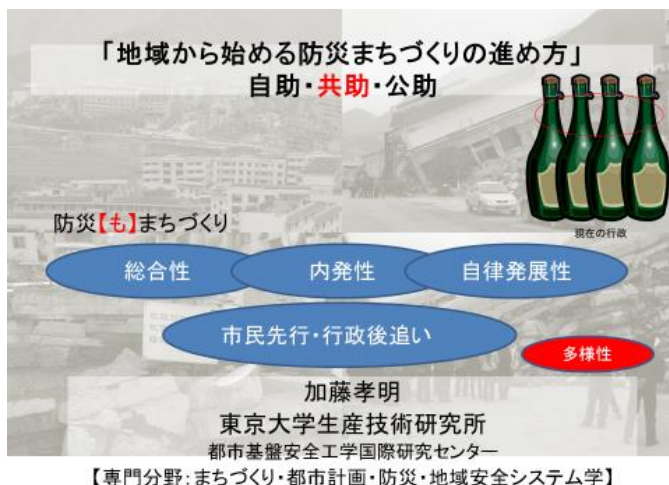 「地域から始める防災まちづくりの進め方」
自助・共助・公助
現在の行政
防災【も】まちづくり
総合性
内発性
自律発展性
市民先行・行政後追い
多様性
加藤孝明
東京大学生産技術研究所
都市基盤安全工学国際研究センター
【専門分野：まちづくり・都市計画・防災・地域安全システム学】